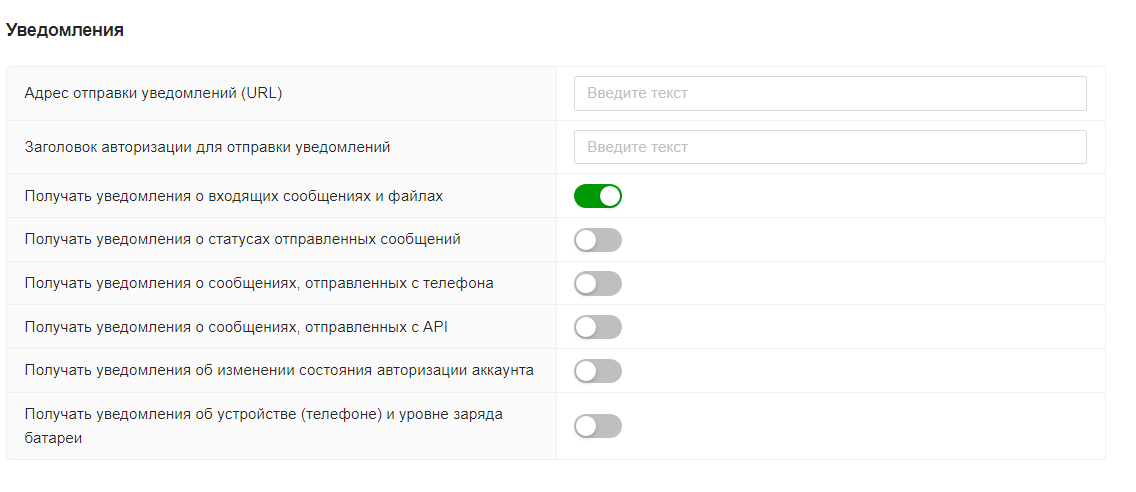 Уведомления
Адрес отправки уведомлений (URL)
Введите текст
Заголовок авторизации для отправки уведомлений
Введите текст
Получать уведомления о входящих сообщениях и файлах
Получать уведомления о статусах отправленных сообщений
Получать уведомления о сообщениях, отправленных с телефона
Получать уведомления о сообщениях, отправленных с API
Получать уведомления об изменении состояния авторизации аккаунта
Получать уведомления об устройстве (телефоне) и уровне заряда
батареи